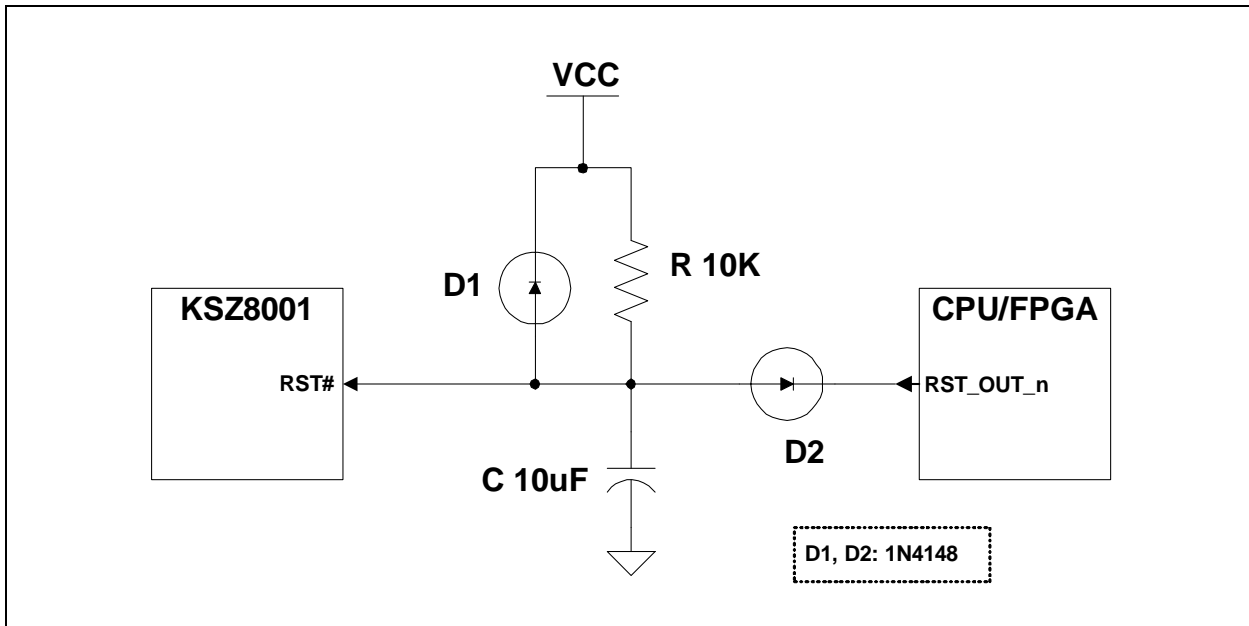 VCC
D1
R 10K
KSZ8001
CPU/FPGA
RST#
RST_OUT_n
D2
C 10uF
D1, D2: 1N4148